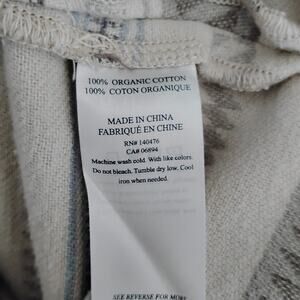 100% ORGANIC COTTON
100% COTON ORGANIQUE
MADE IN CHINA
FABRIQUÉ EN CHINE
RN# 140476
CA# 06894
Machine wash cold. With like colors.
Do not bleach. Tumble dry low. Cool
iron when needed.
SEE REVERSE FOR MORE